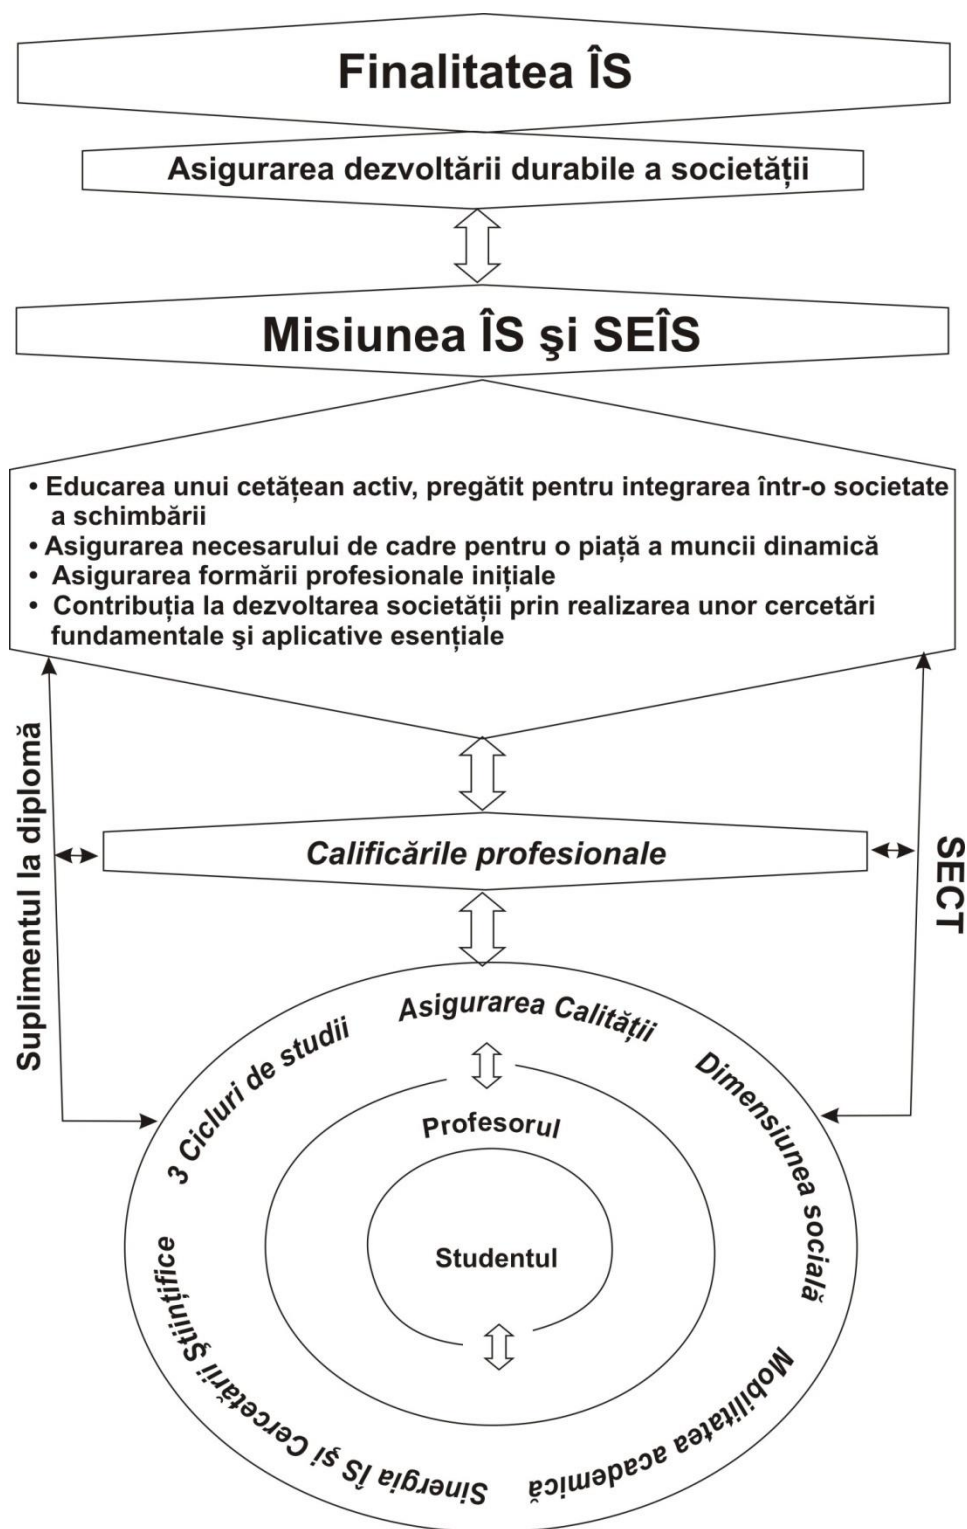 Finalitatea ÎS
Asigurarea dezvoltării durabile a societății
Misiunea ÎS şi SEÎS
• Educarea unui cetățean activ, pregătit pentru integrarea într-o societate
a schimbării
• Asigurarea necesarului de cadre pentru o piață a muncii dinamică
• Asigurarea formării profesionale inițiale
• Contribuția la dezvoltarea societății prin realizarea unor cercetări
fundamentale şi aplicative esențiale
Suplimentul la diplomă
Calificările profesionale
SECT
3 Cicluri de studii
Asigurarea Calității
Dimensiunea socială
Profesorul
Studentul
Sinergia ÎS şi Cercetării Ştiințifice
Mobilitatea academică